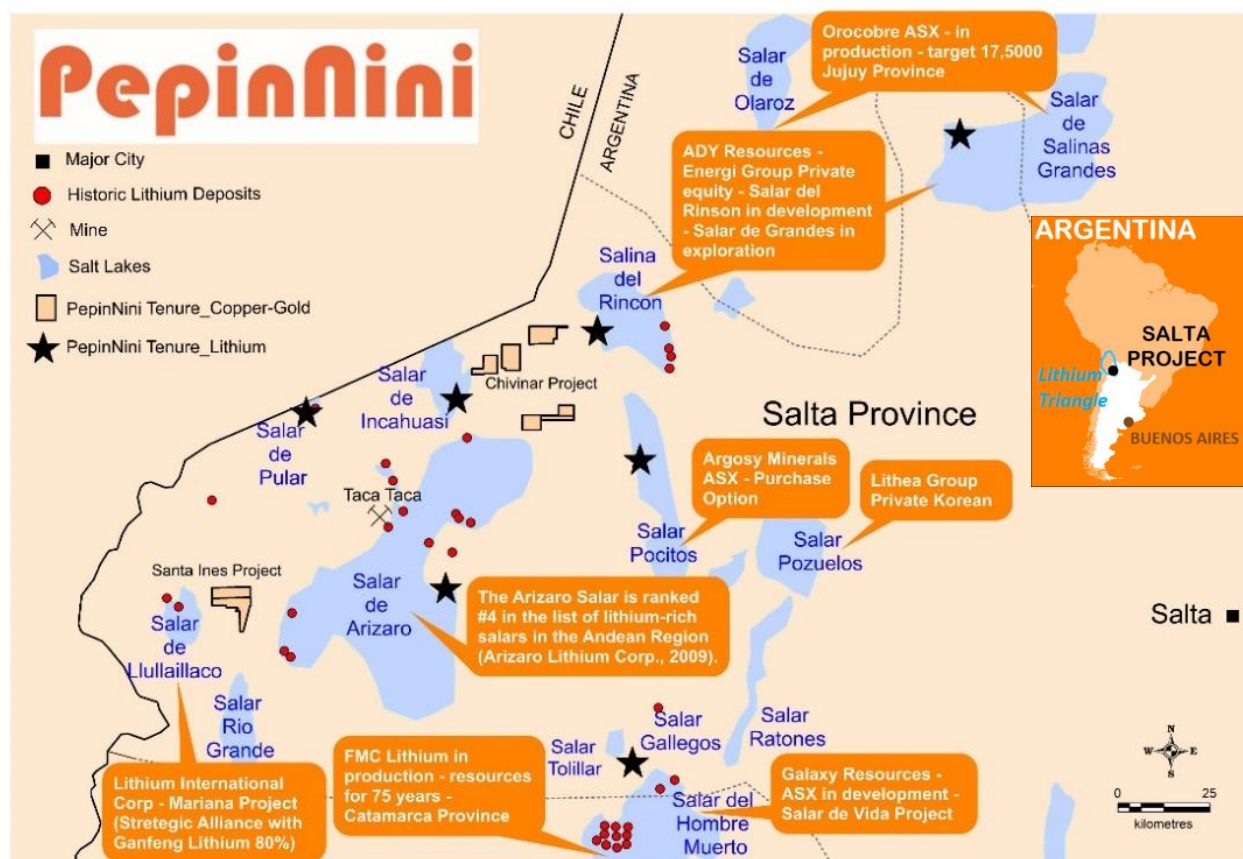 PepinNini
Major City
Historic Lithium Deposits
Mine
Salt Lakes
PepinNini Tenure_Copper-Gold
PepinNini Tenure_Lithium
CHILE
ARGENTINA
Salar
de
Olaroz
Orocobre ASX - in
production - target 17,5000
Jujuy Province
Salar
de
Salinas
Grandes
ADY Resources -
Energi Group Private
equity - Salar del
Rinson in development
- Salar de Grandes in
exploration
Salina
del
Rincon
ARGENTINA
SALTA
PROJECT
Lithium
Triangle
BUENOS AIRES
Salar
de
Incahuasi
Chivinar Project
Salar
de
Pular
Salta Province
Argosy Minerals
ASX - Purchase
Option
Lithea Group
Private Korean
Taca Taca
Salar
Pocitos
Salar
Pozuelos
Santa Ines Project
Salar
de
Arizaro
The Arizaro Salar is ranked
#4 in the list of lithium-rich
salars in the Andean Region
(Arizaro Lithium Corp., 2009).
Salta
Salar
de
Llullaillaco
Salar
Rio
Grande
Salar
Gallegos
Salar
Ratones
Salar
Tolillar
Lithium International
Corp - Mariana Project
(Stretegic Alliance with
Ganfeng Lithium 80%)
FMC Lithium in
production - resources
for 75 years -
Catamarca Province
Salar del
Hombre
Muerto
Galaxy Resources -
ASX in development -
Salar de Vida Project
N
W E
S
0 25
kilometres